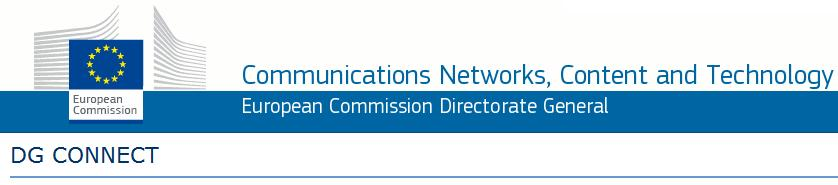 Communications Networks, Content and Technology
European Commission Directorate General
European
Commission
DG CONNECT